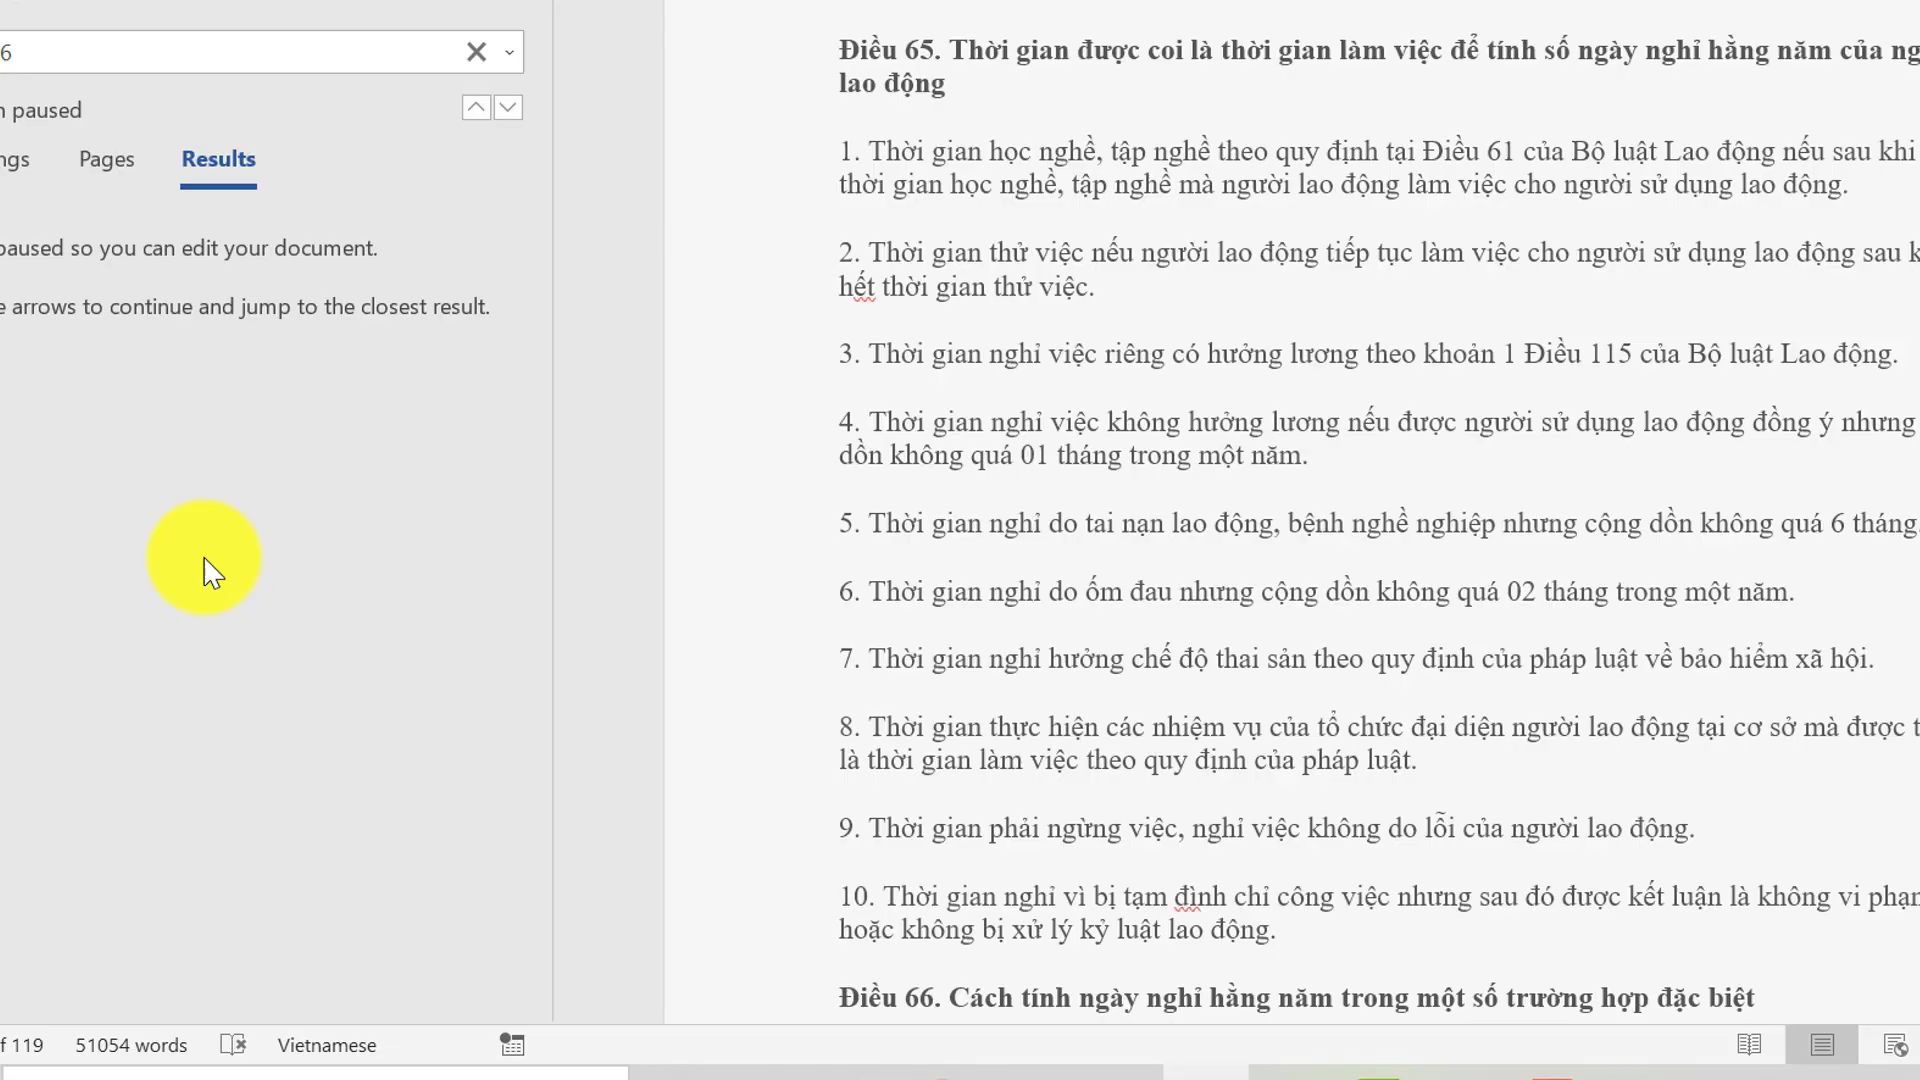 6
paused
Pages
Results
paused so you can edit your document.
arrows to continue and jump to the closest result.
Điều 65. Thời gian được coi là thời gian làm việc để tính số ngày nghỉ hằng năm của
lao động
1. Thời gian học nghề, tập nghề theo quy định tại Điều 61 của Bộ luật Lao động nếu sau khi
thời gian học nghề, tập nghề mà người lao động làm việc cho người sử dụng lao động.
2. Thời gian thử việc nếu người lao động tiếp tục làm việc cho người sử dụng lao động sau
hết thời gian thử việc.
3. Thời gian nghỉ việc riêng có hưởng lương theo khoản 1 Điều 115 của Bộ luật Lao động.
4. Thời gian nghỉ việc không hưởng lương nếu được người sử dụng lao động đồng ý nhưng
dồn không quá 01 tháng trong một năm.
5. Thời gian nghỉ do tai nạn lao động, bệnh nghề nghiệp nhưng cộng dồn không quá 6 tháng.
6. Thời gian nghỉ do ốm đau nhưng cộng dồn không quá 02 tháng trong một năm.
7. Thời gian nghỉ hưởng chế độ thai sản theo quy định của pháp luật về bảo hiểm xã hội.
8. Thời gian thực hiện các nhiệm vụ của tổ chức đại diện người lao động tại cơ sở mà được
là thời gian làm việc theo quy định của pháp luật.
9. Thời gian phải ngừng việc, nghỉ việc không do lỗi của người lao động.
10. Thời gian nghỉ vì bị tạm đình chỉ công việc nhưng sau đó được kết luận là không vi phạm
hoặc không bị xử lý kỷ luật lao động.
Điều 66. Cách tính ngày nghỉ hằng năm trong một số trường hợp đặc biệt
119 51054 words Vietnamese